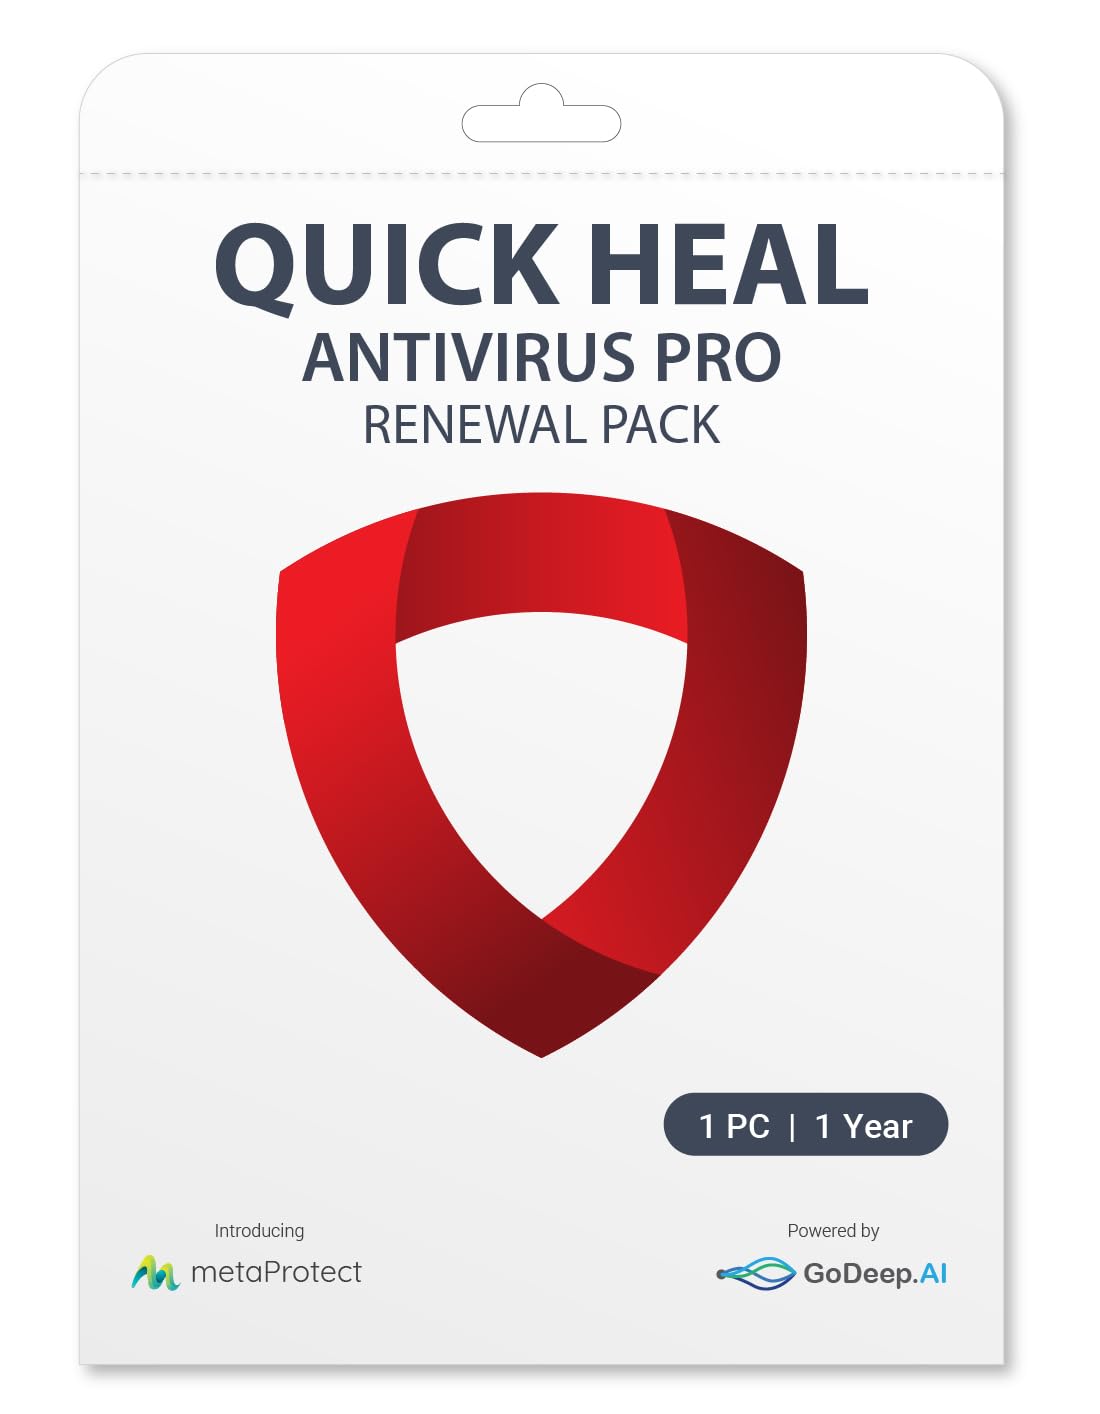 QUICK HEAL
ANTIVIRUS PRO
RENEWAL PACK
1 PC | 1 Year
Introducing
metaProtect
Powered by
GoDeep.AI